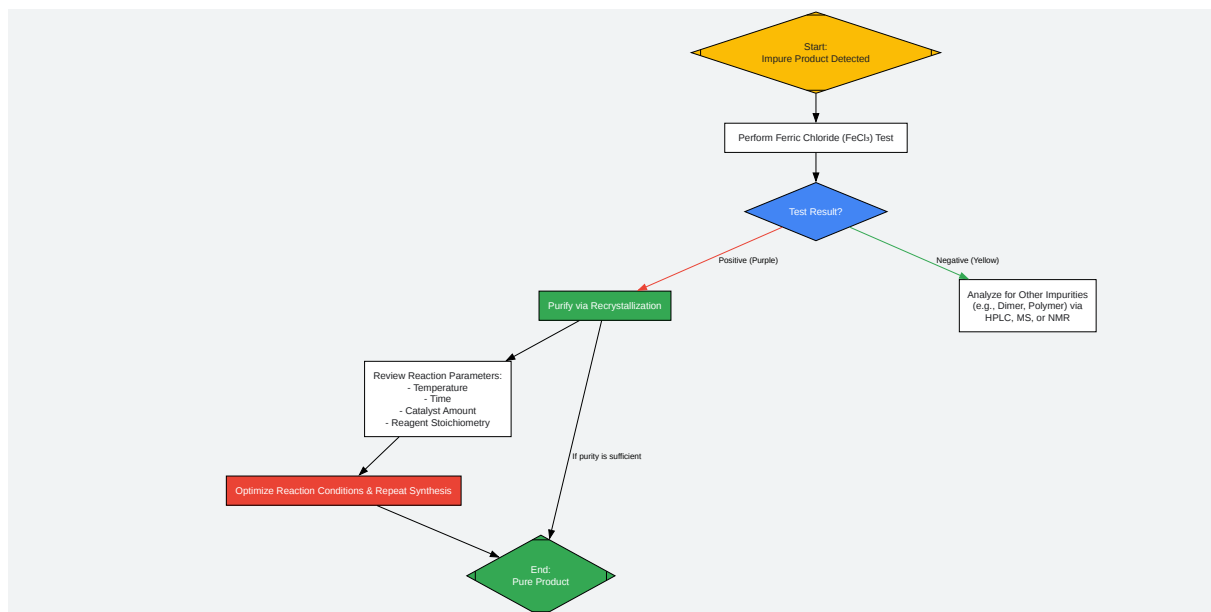 Start:
Impure Product Detected
Perform Ferric Chloride (FeCl₃) Test
Test Result?
Positive (Purple)
Negative (Yellow)
Purify via Recrystallization
Analyze for Other Impurities
(e.g., Dimer, Polymer) via
HPLC, MS, or NMR
Review Reaction Parameters:
- Temperature
- Time
- Catalyst Amount
- Reagent Stoichiometry
If purity is sufficient
Optimize Reaction Conditions & Repeat Synthesis
End:
Pure Product